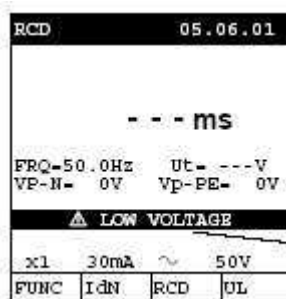 RCD 05.06.01
- - - ms
FRQ=50.0Hz Ut= ---V
VP-N= 0V Vp-PE= 0V
⚠ LOW VOLTAGE
x1 30mA ~ 50V
FUNC IdN RCD UL